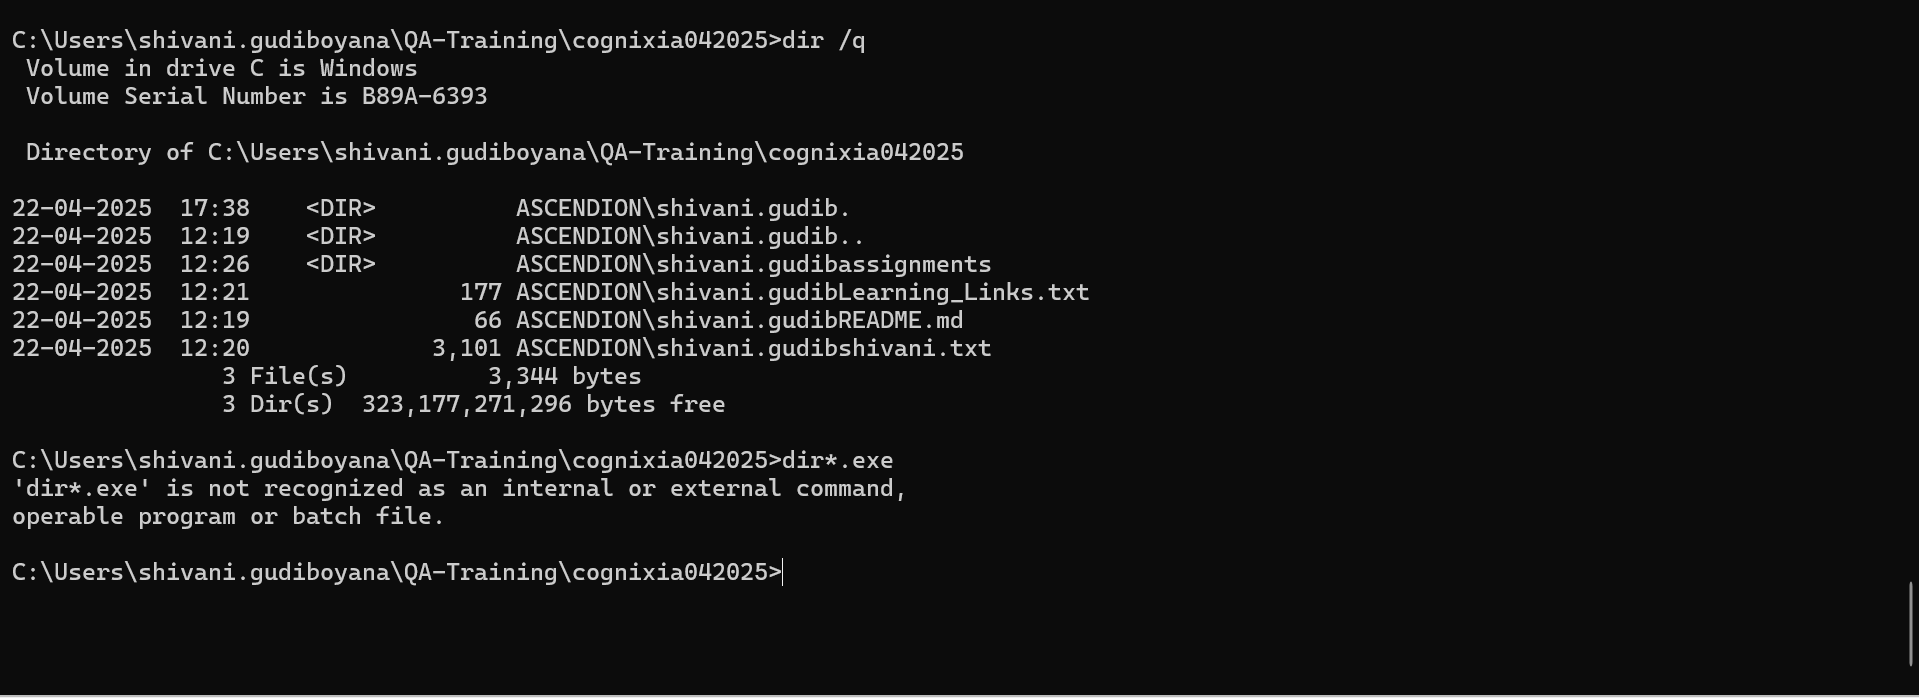 C:\Users\shivani.gudiboyana\QA-Training\cognixia042025>dir /q
 Volume in drive C is Windows
 Volume Serial Number is B89A-6393

 Directory of C:\Users\shivani.gudiboyana\QA-Training\cognixia042025

22-04-2025  17:38    <DIR>          ASCENDION\shivani.gudib.
22-04-2025  12:19    <DIR>          ASCENDION\shivani.gudib..
22-04-2025  12:26    <DIR>          ASCENDION\shivani.gudibassignments
22-04-2025  12:21               177 ASCENDION\shivani.gudibLearning_Links.txt
22-04-2025  12:19                66 ASCENDION\shivani.gudibREADME.md
22-04-2025  12:20             3,101 ASCENDION\shivani.gudibshivani.txt
               3 File(s)          3,344 bytes
               3 Dir(s)  323,177,271,296 bytes free

C:\Users\shivani.gudiboyana\QA-Training\cognixia042025>dir*.exe
'dir*.exe' is not recognized as an internal or external command,
operable program or batch file.

C:\Users\shivani.gudiboyana\QA-Training\cognixia042025>